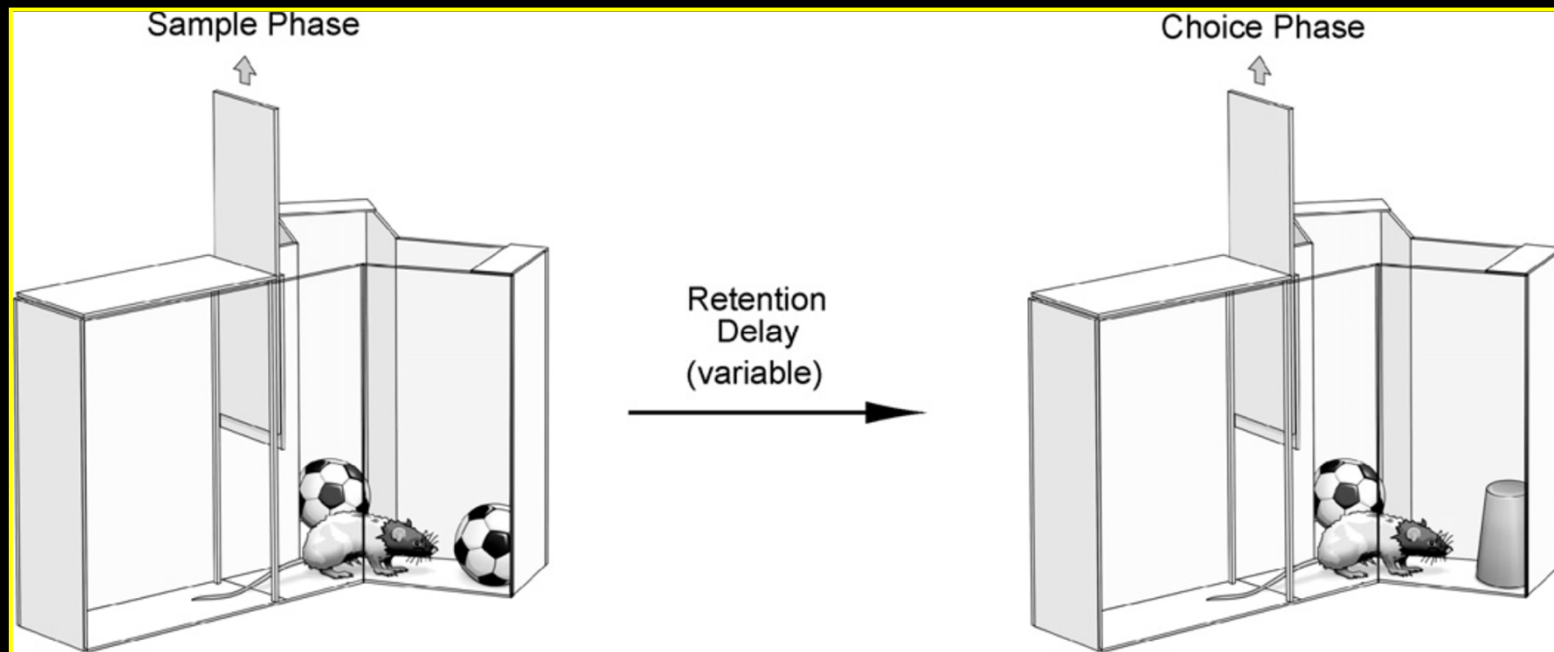 Sample Phase
Choice Phase
Retention
Delay
(variable)